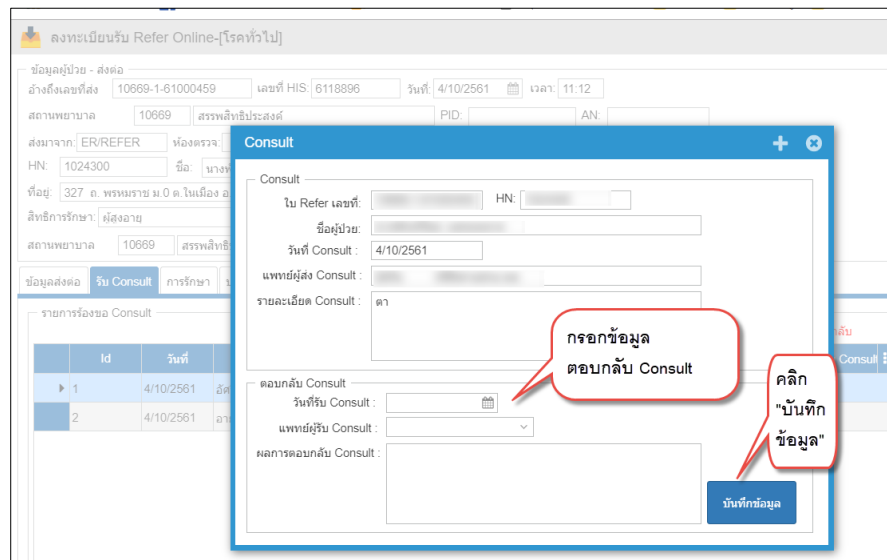 ลงทะเบียนรับ Refer Online-[โรคทั่วไป]
ข้อมูลผู้ป่วย - ส่งต่อ
อ้างถึงเลขที่ส่ง 10669-1-61000459 เลขที่ HIS: 6118896 วันที่: 4/10/2561 เวลา: 11:12
สถานพยาบาล 10669 สรรพสิทธิประสงค์ PID: AN:
ส่งมาจาก: ER/REFER ห้องตรวจ:
HN: 1024300 ชื่อ:
ที่อยู่: 327 ถ. พรหมราช ม.0 ต.ในเมือง อ
สิทธิการรักษา: ผู้สูงอายุ
สถานพยาบาล 10669 สรรพสิทธิ
ข้อมูลส่งต่อ รับ Consult การรักษา
รายการร้องขอ Consult
Id วันที่ Consult
1 4/10/2561
2 4/10/2561
Consult
Consult
ใบ Refer เลขที่: HN:
ชื่อผู้ป่วย:
วันที่ Consult : 4/10/2561
แพทย์ผู้ส่ง Consult :
รายละเอียด Consult : ตา
กรอกข้อมูล
ตอบกลับ Consult
ตอบกลับ Consult
วันที่รับ Consult :
แพทย์ผู้รับ Consult :
ผลการตอบกลับ Consult :
คลิก
"บันทึก
ข้อมูล"
บันทึกข้อมูล